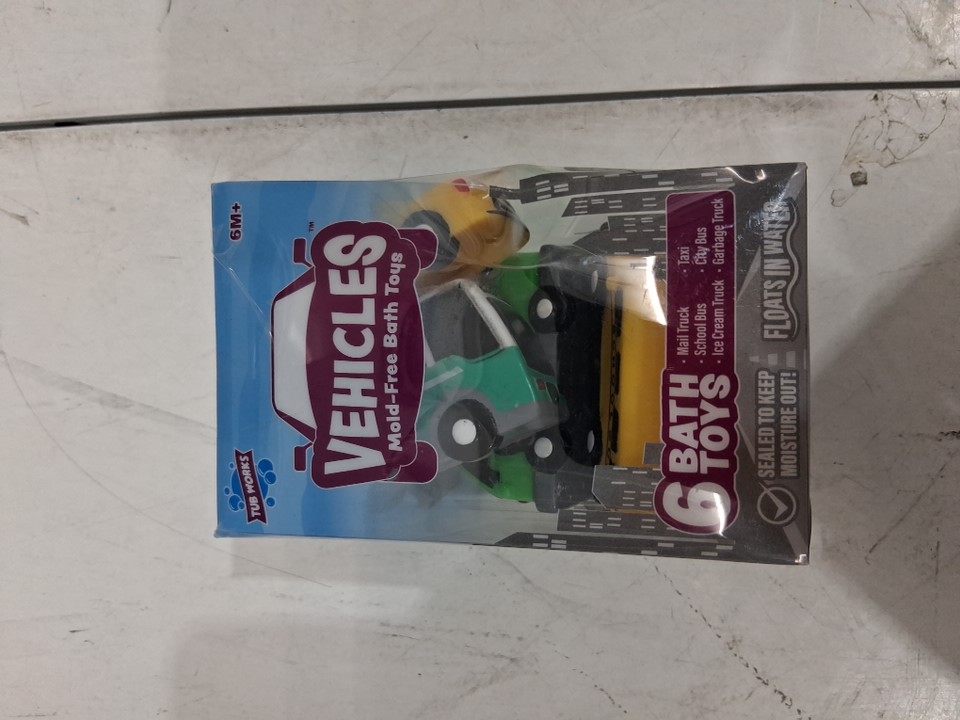 6M+
TUB WORKS
™
VEHICLES
Mold-Free Bath Toys
6 BATH
TOYS
· Mail Truck
· School Bus
· Ice Cream Truck
· Taxi
· City Bus
· Garbage Truck
SEALED TO KEEP
MOISTURE OUT!
FLOATS IN WATER